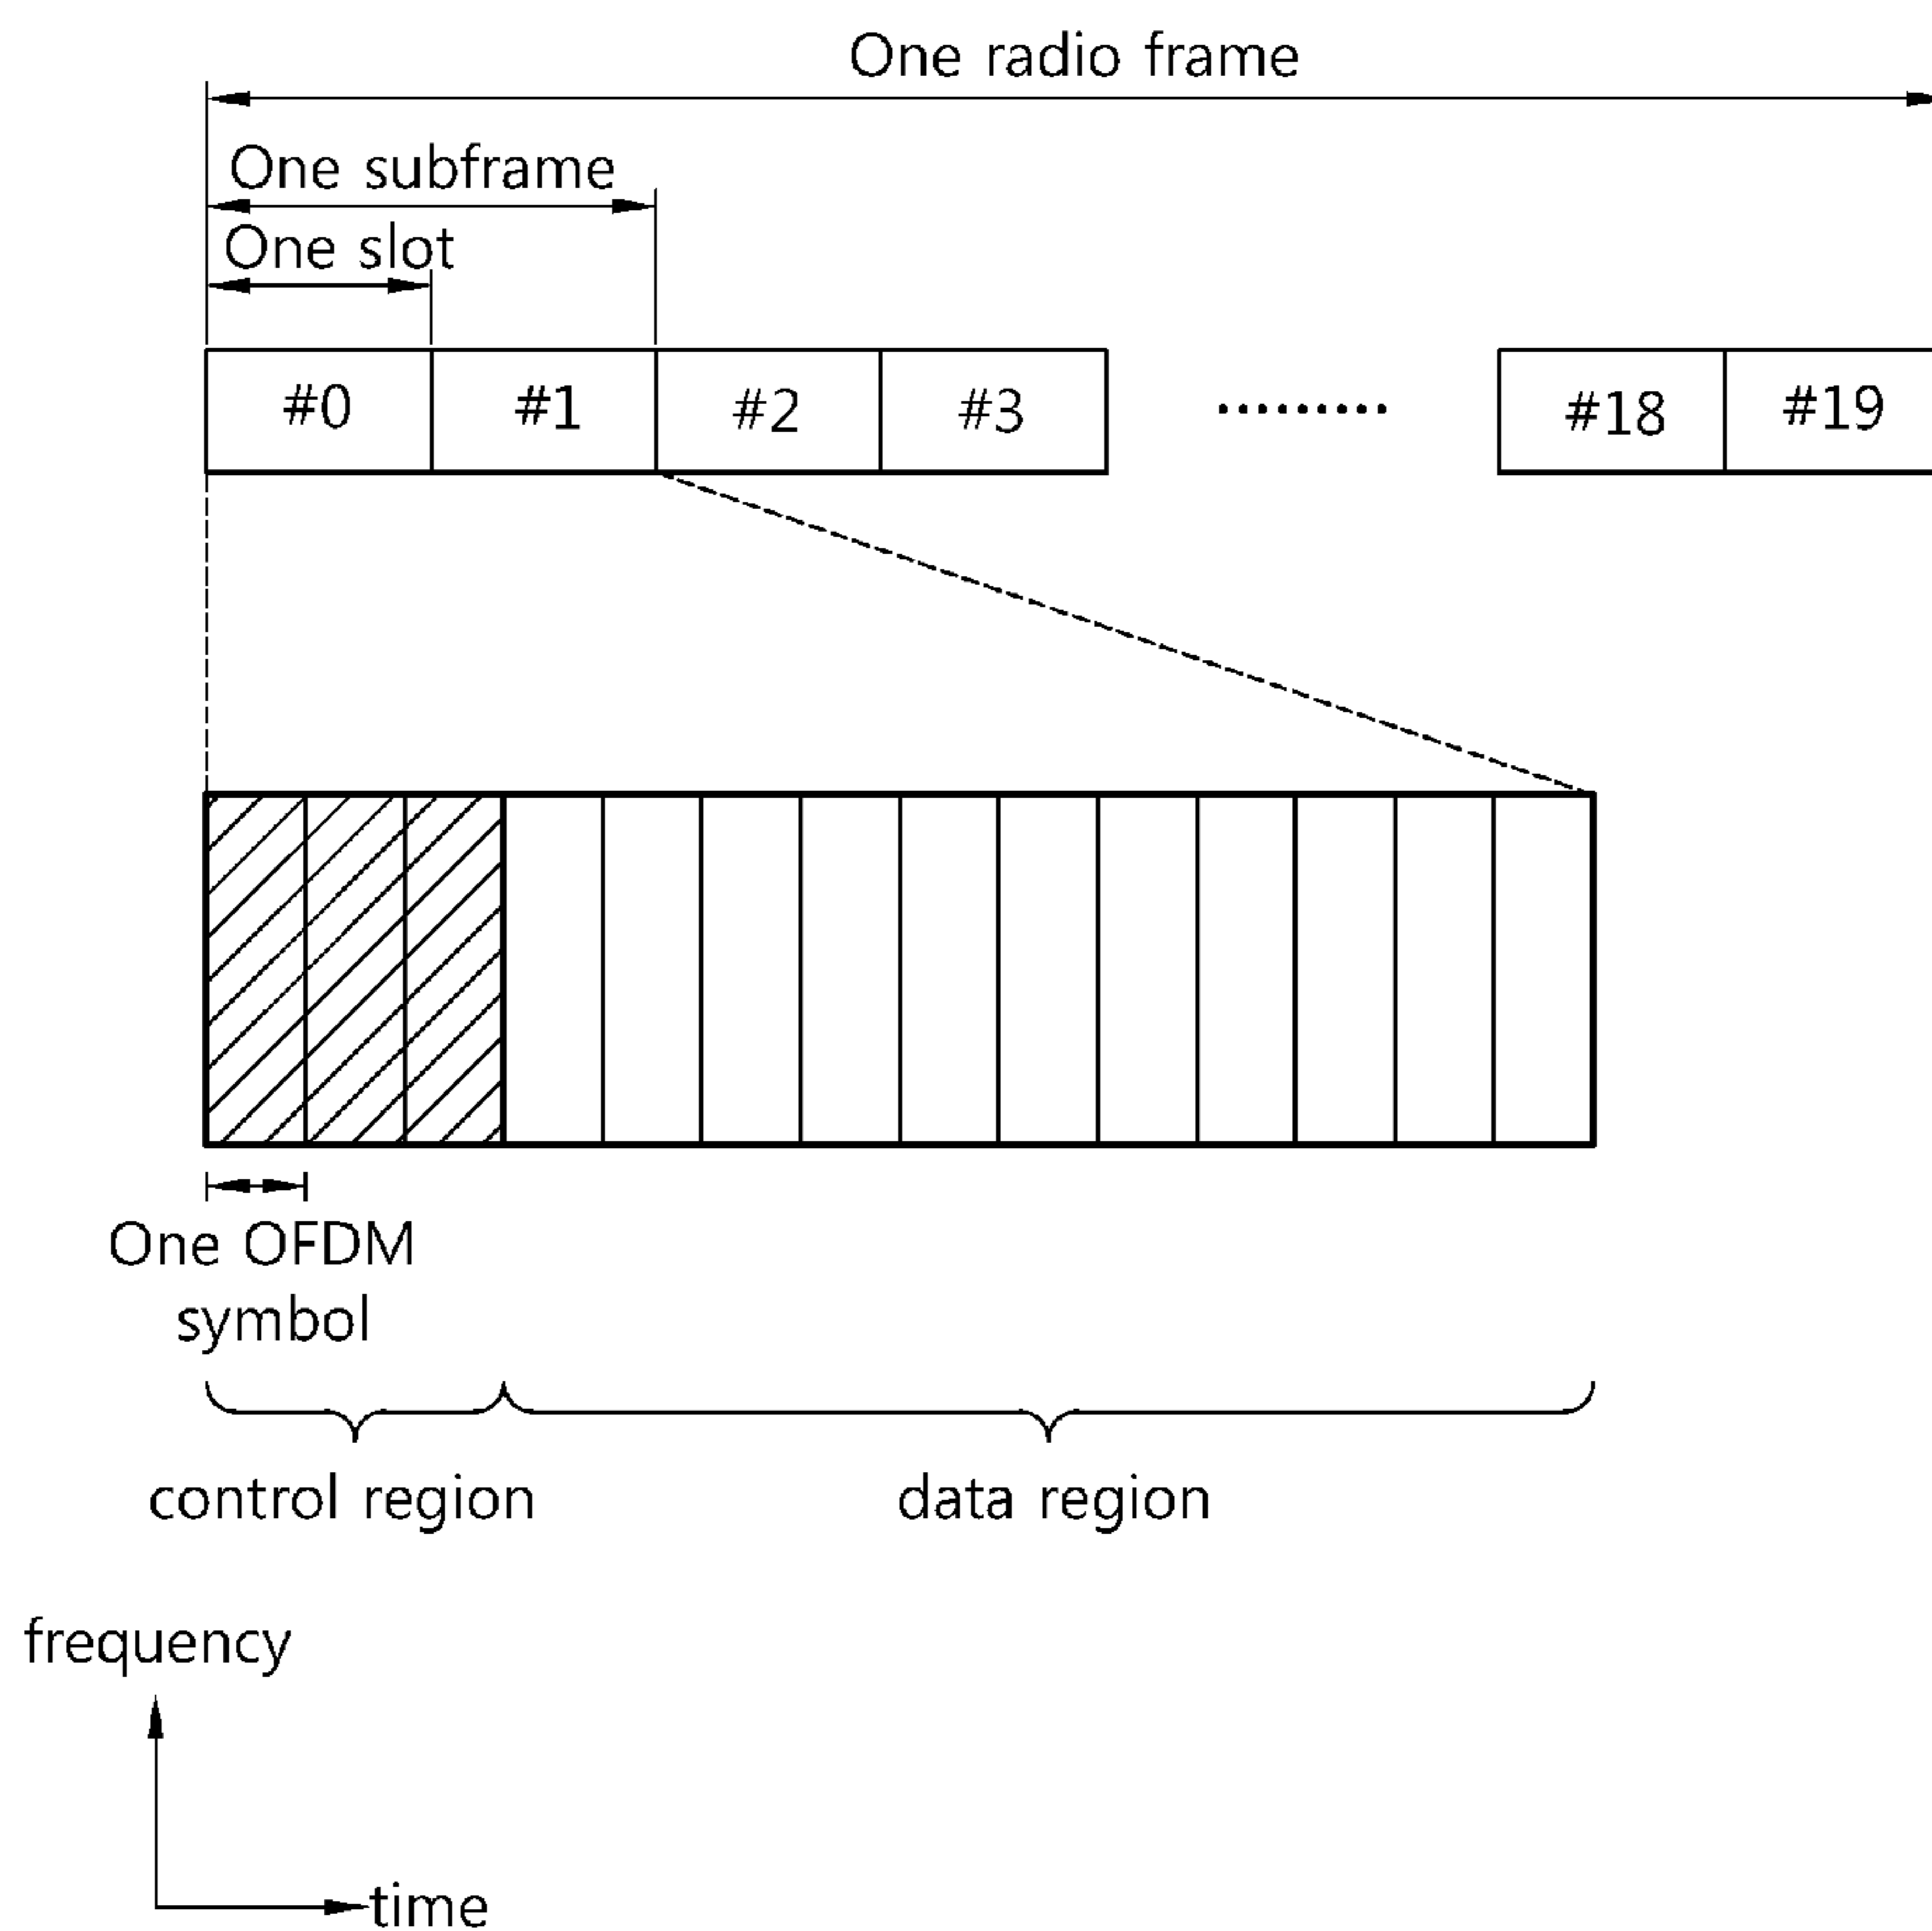 One radio frame
One subframe
One slot
#0 #1 #2 #3 ········· #18 #19
One OFDM
symbol
control region data region
frequency
time